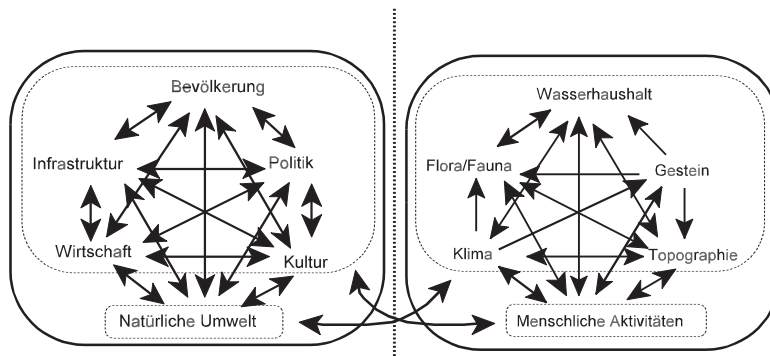 Bevölkerung
Infrastruktur
Politik
Wirtschaft
Kultur
Natürliche Umwelt
Wasserhaushalt
Flora/Fauna
Gestein
Klima
Topographie
Menschliche Aktivitäten